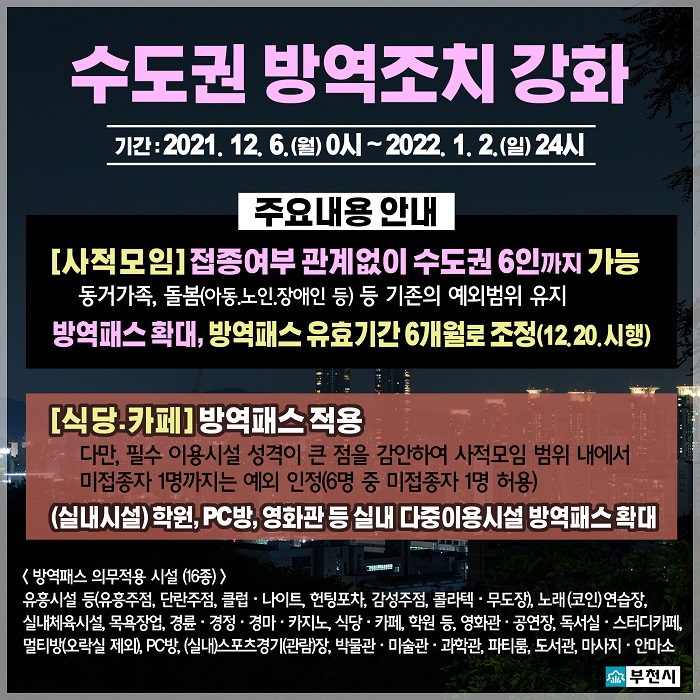 수도권 방역조치 강화
기간 : 2021. 12. 6.(월) 0시 ~ 2022. 1. 2.(일) 24시
주요내용 안내
[사적모임] 접종여부 관계없이 수도권 6인까지 가능
동거가족, 돌봄(아동.노인.장애인 등) 등 기존의 예외범위 유지
방역패스 확대, 방역패스 유효기간 6개월로 조정(12.20. 시행)
[식당·카페] 방역패스 적용
다만, 필수 이용시설 성격이 큰 점을 감안하여 사적모임 범위 내에서
미접종자 1명까지는 예외 인정(6명 중 미접종자 1명 허용)
(실내시설) 학원, PC방, 영화관 등 실내 다중이용시설 방역패스 확대
< 방역패스 의무적용 시설 (16종) >
유흥시설 등(유흥주점, 단란주점, 클럽 · 나이트, 헌팅포차, 감성주점, 콜라텍 · 무도장), 노래 (코인) 연습장,
실내체육시설, 목욕장업, 경륜 · 경정 · 경마 · 카지노, 식당 · 카페, 학원 등, 영화관 · 공연장, 독서실 · 스터디카페,
멀티방(오락실 제외), PC방, (실내)스포츠경기(관람)장, 박물관 · 미술관 · 과학관, 파티룸, 도서관, 마사지 · 안마소
부천시